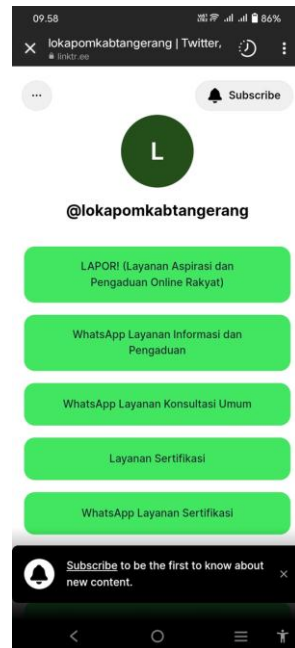 09.58
86%
lokapomkabtangerang | Twitter,
linktr.ee
Subscribe
L
@lokapomkabtangerang
LAPOR! (Layanan Aspirasi dan
Pengaduan Online Rakyat)
WhatsApp Layanan Informasi dan
Pengaduan
WhatsApp Layanan Konsultasi Umum
Layanan Sertifikasi
WhatsApp Layanan Sertifikasi
Subscribe to be the first to know about
new content.